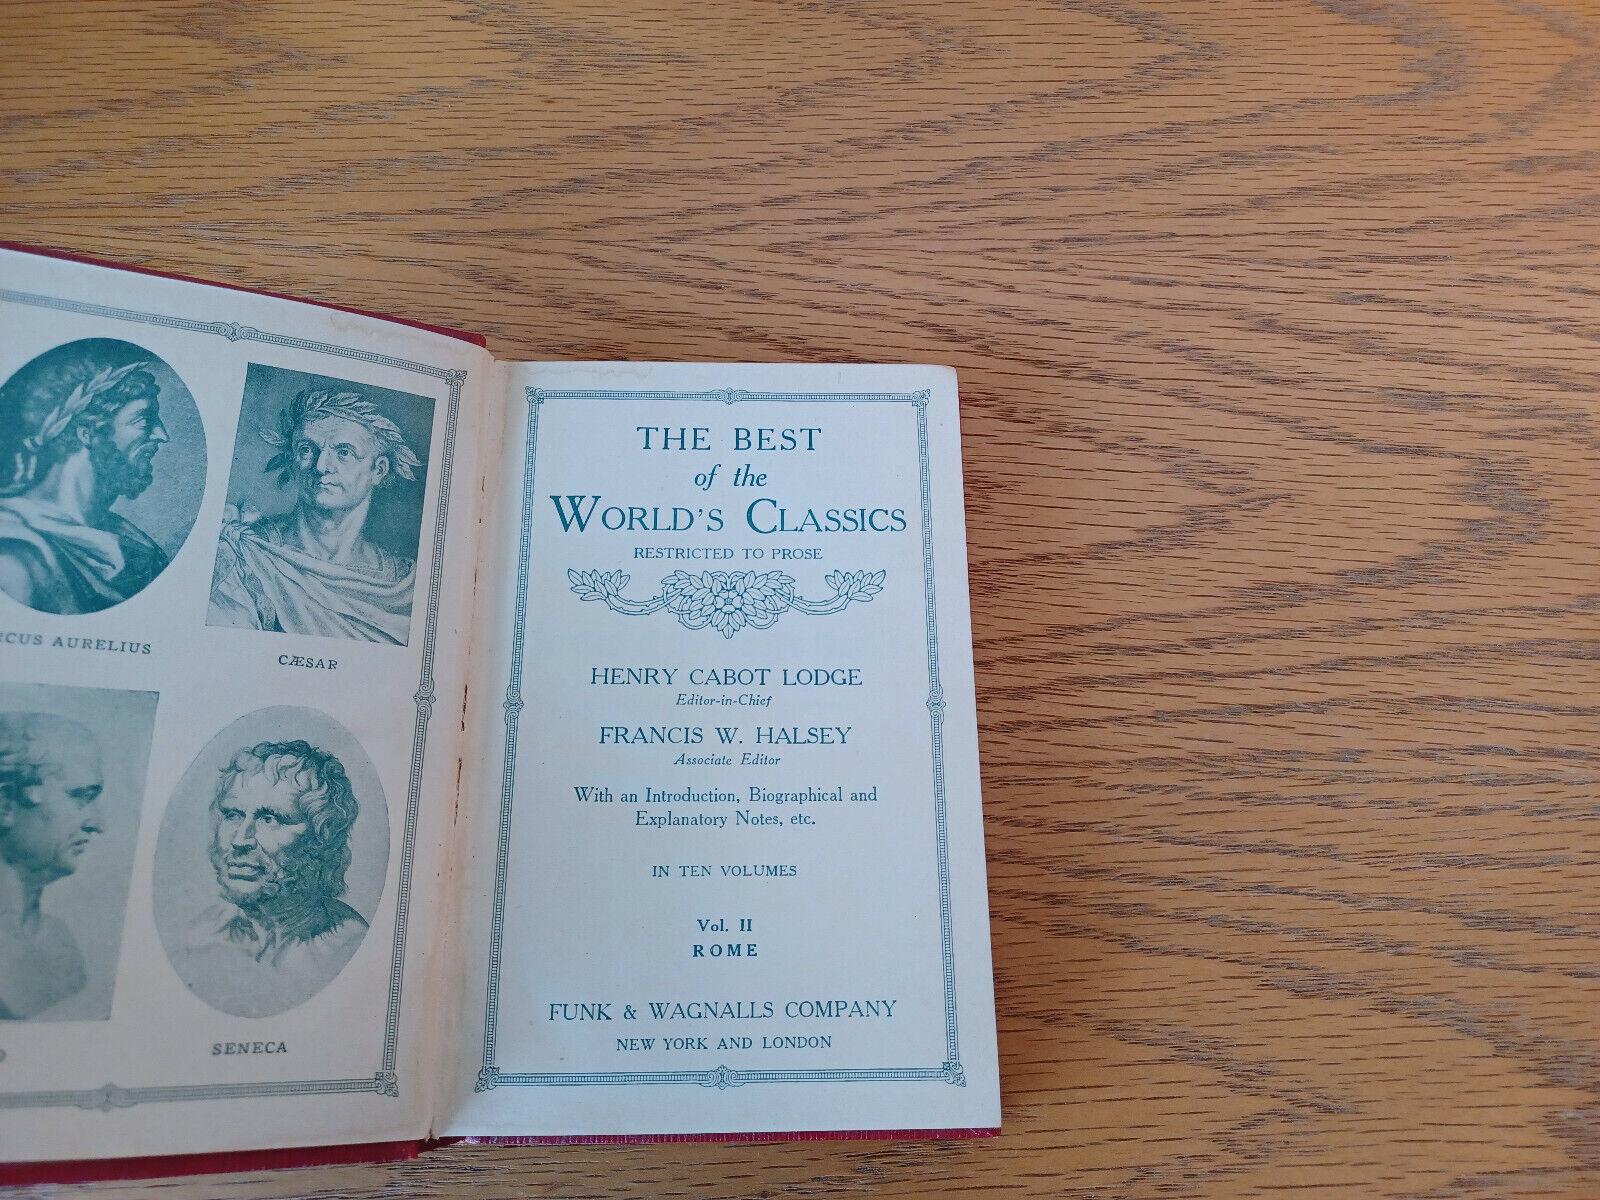 AURELIUS
CÆSAR
SENECA
THE BEST
of the
WORLD'S CLASSICS
RESTRICTED TO PROSE
HENRY CABOT LODGE
Editor-in-Chief
FRANCIS W. HALSEY
Associate Editor
With an Introduction, Biographical and
Explanatory Notes, etc.
IN TEN VOLUMES
Vol. II
ROME
FUNK & WAGNALLS COMPANY
NEW YORK AND LONDON